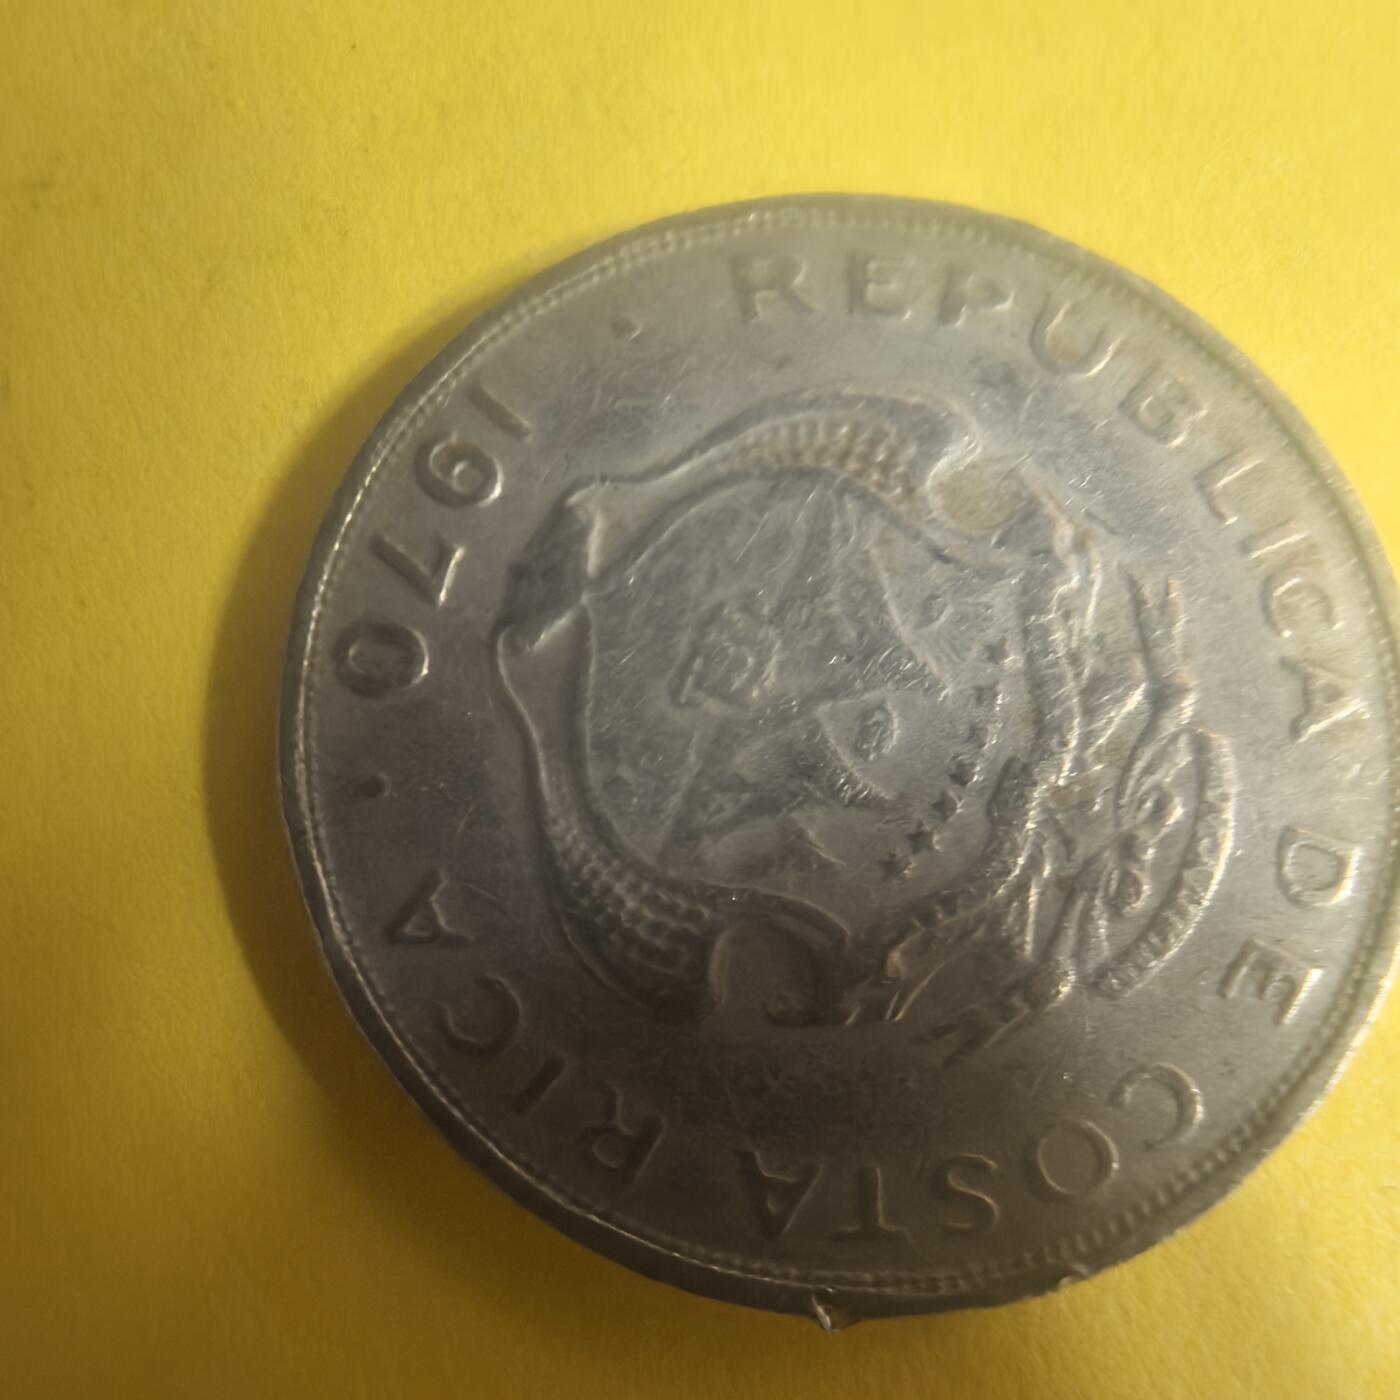 REPUBLICA DE COSTA RICA
· 1970 ·